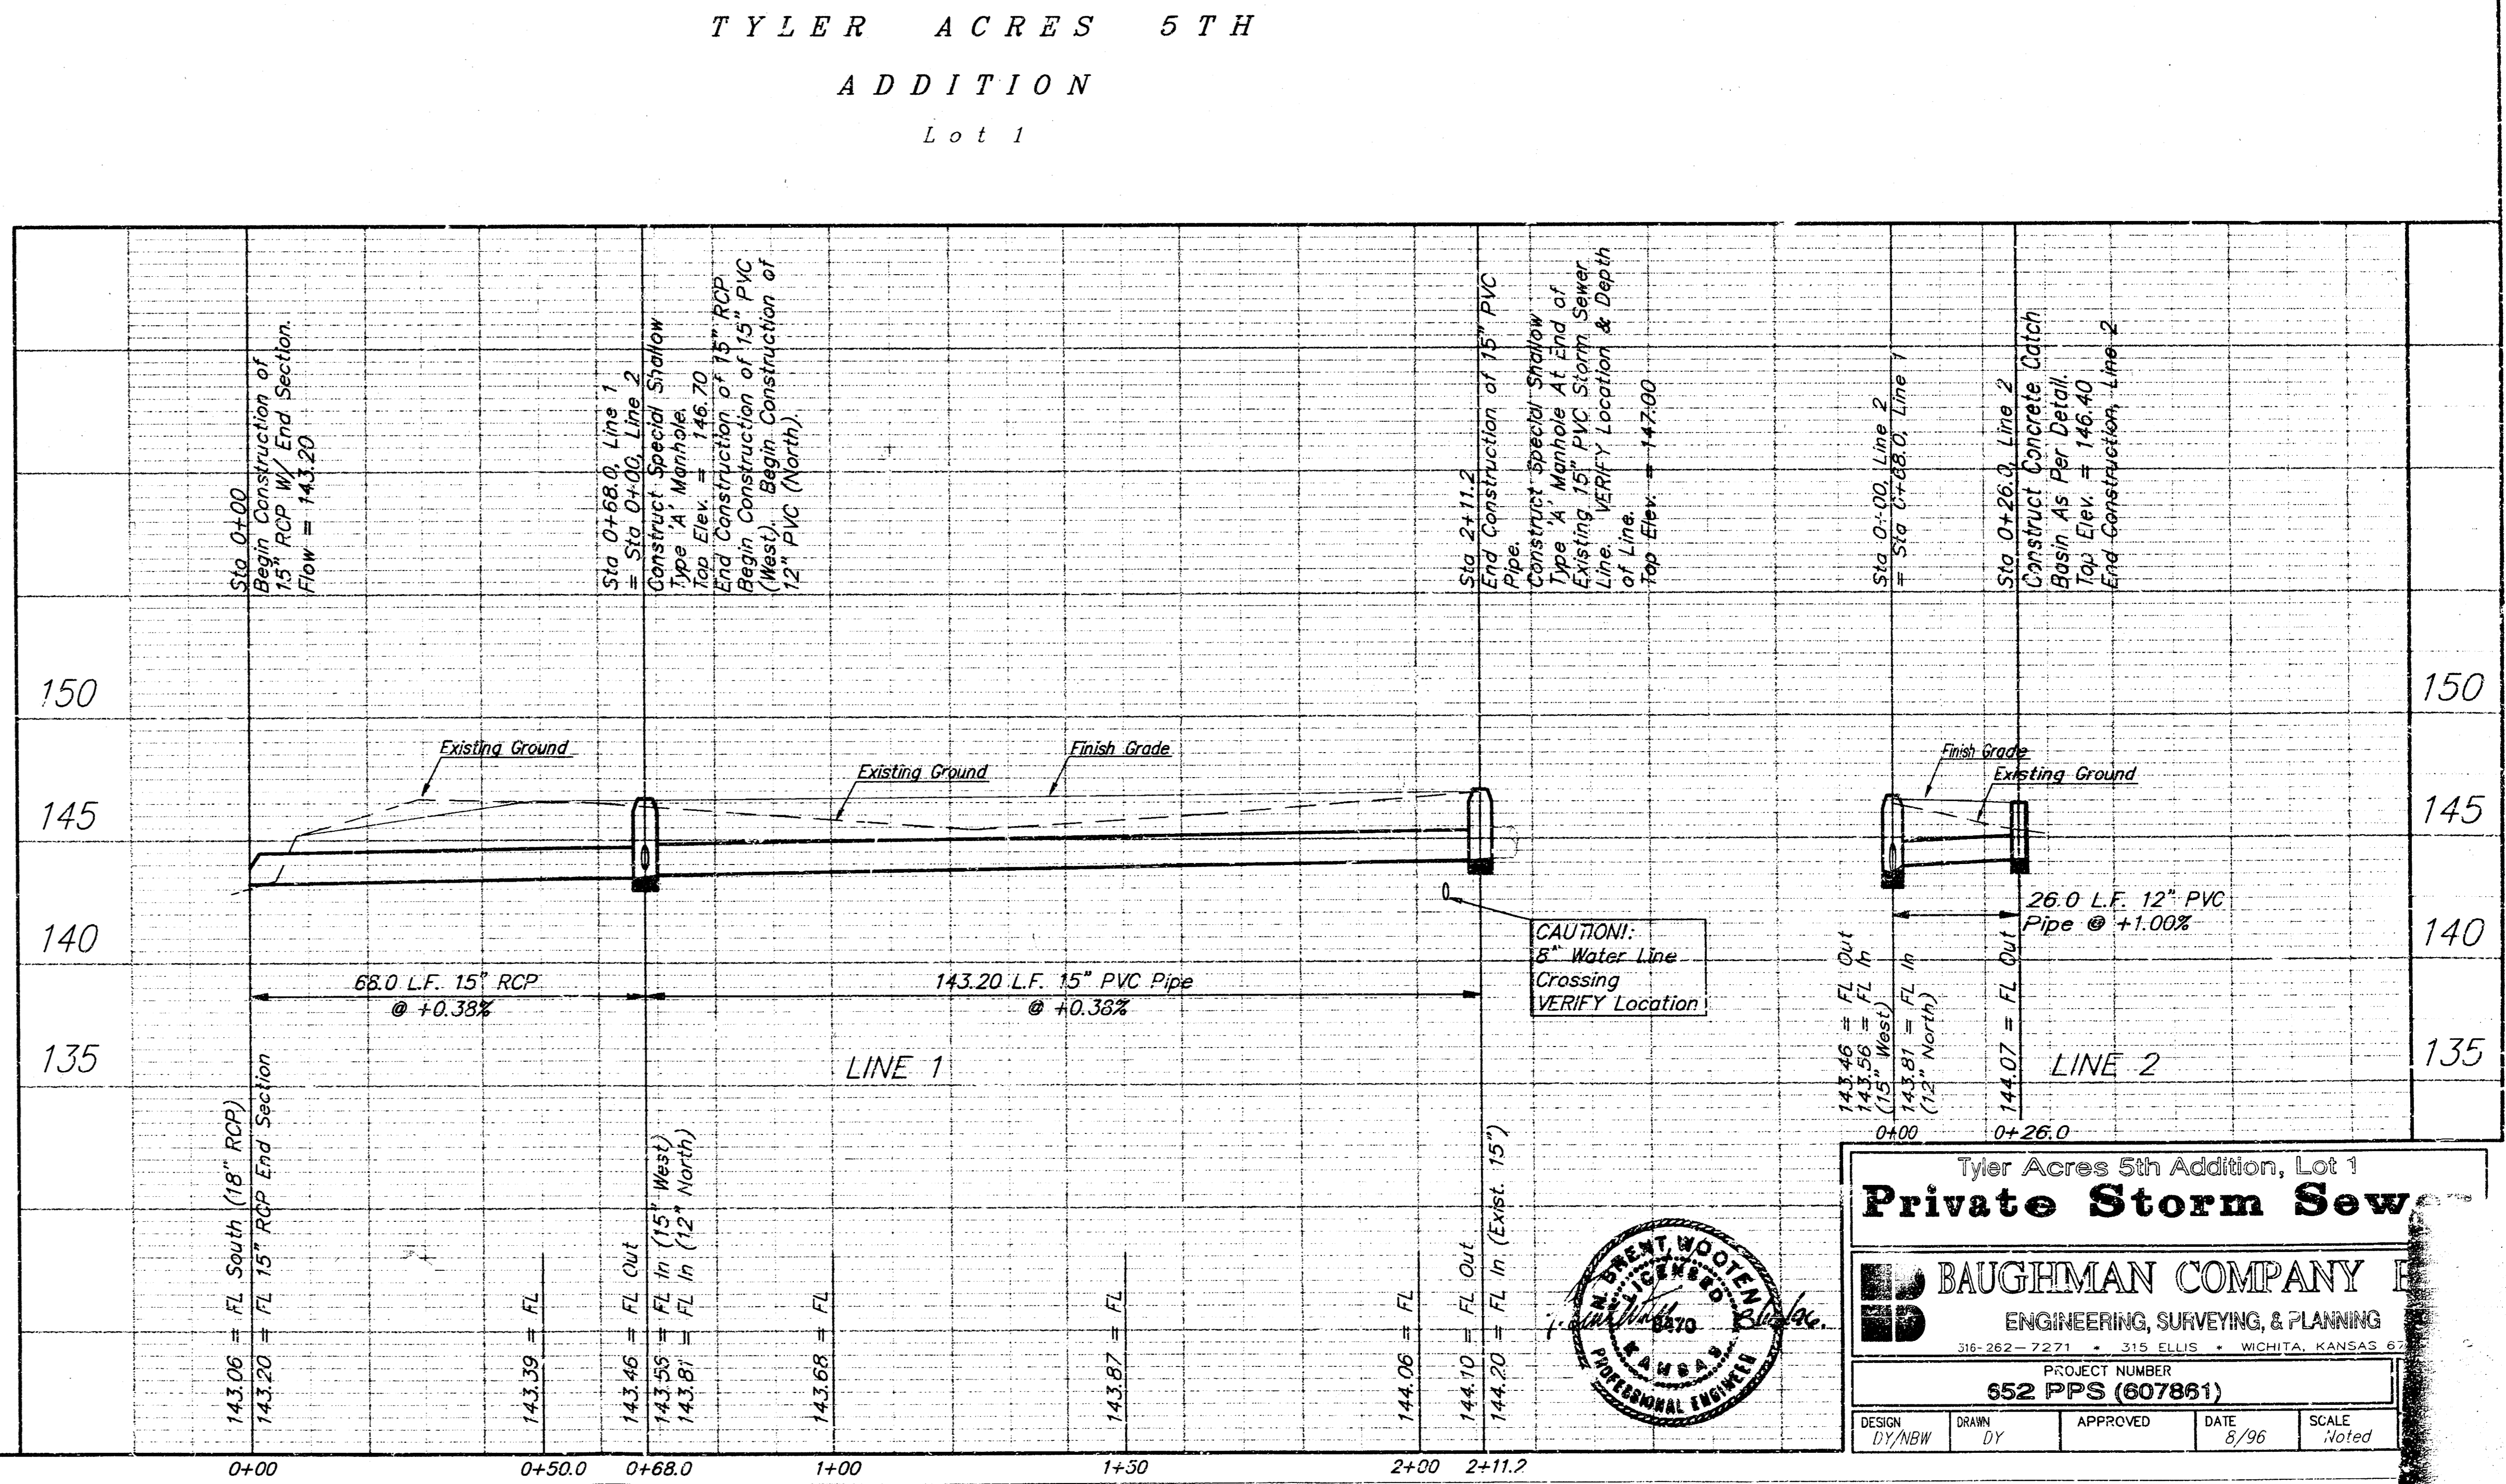 TYLER ACRES 5TH
ADDITION
Lot 1
Sta 0+00
Begin Construction of
15" RCP W/ End Section.
Flow = 143.20
Sta 0+68.0, Line 1
= Sta 0+00, Line 2
Construct Special Shallow
Type 'A' Manhole.
Top Elev. = 146.70
End Construction of 15" RCP
Begin Construction of 15" PVC
(West). Begin Construction of
12" PVC (North).
Sta 2+11.2
End Construction of 15" PVC
Pipe.
Construct Special Shallow
Type 'A' Manhole At End of
Existing 15" PVC Storm Sewer
Line. VERIFY Location & Depth
of Line.
Top Elev. = 147.00
Sta 0+00, Line 2
= Sta 0+68.0, Line 1
Sta 0+26.0, Line 2
Construct Concrete Catch
Basin As Per Detail.
Top Elev. = 146.40
End Construction, Line 2
150
150
Existing Ground
Existing Ground
Finish Grade
Finish Grade
Existing Ground
145
145
140
140
135
135
68.0 L.F. 15" RCP
@ +0.38%
143.20 L.F. 15" PVC Pipe
@ +0.38%
CAUTION!:
8" Water Line
Crossing
VERIFY Location
26.0 L.F. 12" PVC
Pipe @ +1.00%
LINE 1
LINE 2
143.46 = FL Out
143.56 = FL In
(15" West)
143.81 = FL In
(12" North)
144.07 = FL Out
0+00
0+26.0
143.06 = FL South (18" RCP)
143.20 = FL 15" RCP End Section
143.39 = FL
143.46 = FL Out
143.56 = FL In (15" West)
143.81 = FL In (12" North)
143.68 = FL
143.87 = FL
144.06 = FL
144.10 = FL Out
144.20 = FL In (Exist. 15")
0+00
0+50.0
0+68.0
1+00
1+50
2+00
2+11.2
N. BRENT WOOTEN
LICENSED
8470
KANSAS
PROFESSIONAL ENGINEER
Tyler Acres 5th Addition, Lot 1
Private Storm Sew
BAUGHMAN COMPANY
ENGINEERING, SURVEYING, & PLANNING
316-262-7271 * 315 ELLIS * WICHITA, KANSAS 67
PROJECT NUMBER
652 PPS (607861)
DESIGN
DY/NBW
DRAWN
DY
APPROVED
DATE
8/96
SCALE
Noted